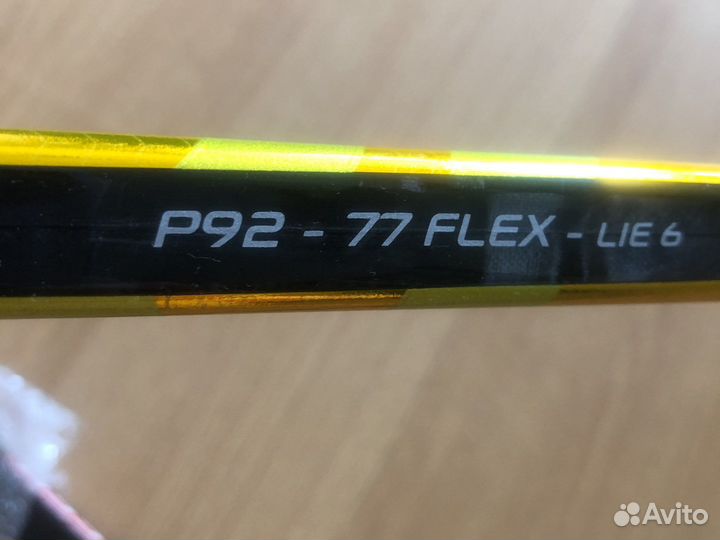 P92 - 77 FLEX - LIE 6
Avito